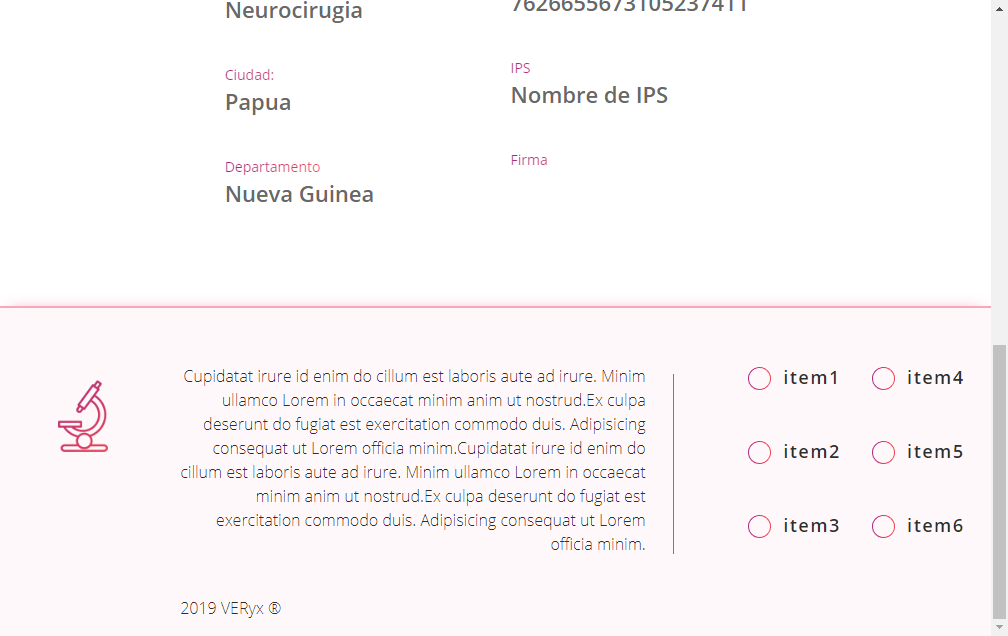 Neurocirugia
7626655673105237411
Ciudad:
Papua
IPS
Nombre de IPS
Departamento
Nueva Guinea
Firma
Cupidatat irure id enim do cillum est laboris aute ad irure. Minim
ullamco Lorem in occaecat minim anim ut nostrud.Ex culpa
deserunt do fugiat est exercitation commodo duis. Adipisicing
consequat ut Lorem officia minim.Cupidatat irure id enim do
cillum est laboris aute ad irure. Minim ullamco Lorem in occaecat
minim anim ut nostrud.Ex culpa deserunt do fugiat est
exercitation commodo duis. Adipisicing consequat ut Lorem
officia minim.
item1
item4
item2
item5
item3
item6
2019 VERyx ®